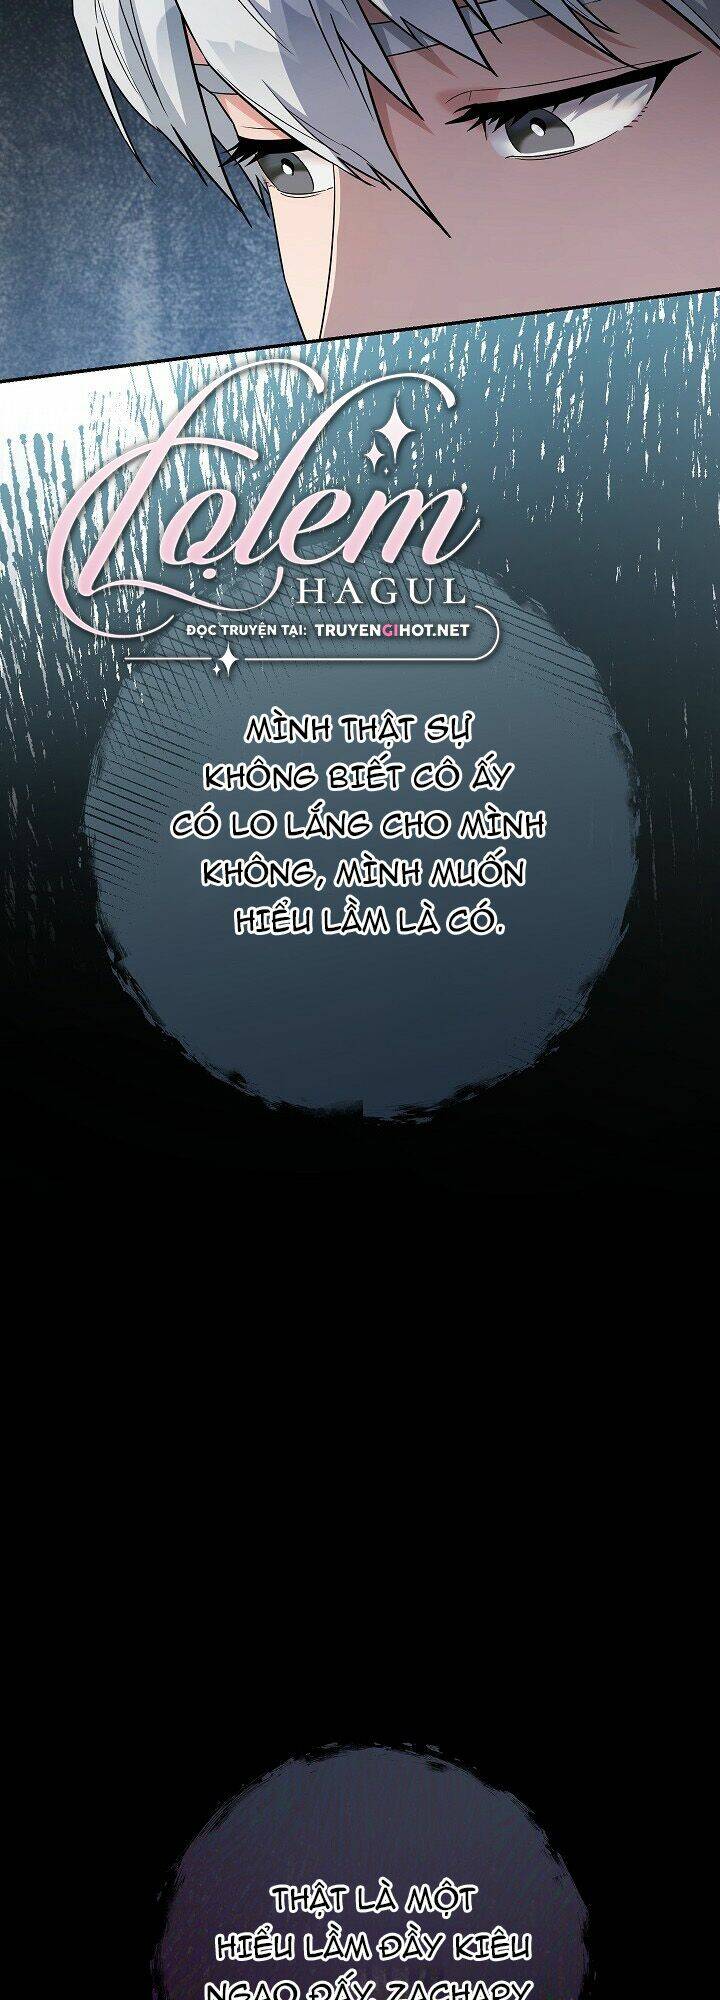 Lọlem
HAGUL
ĐỌC TRUYỆN TẠI: TRUYENGIHOT.NET
MÌNH THẬT SỰ
KHÔNG BIẾT CÔ ẤY
CÓ LO LẮNG CHO MÌNH
KHÔNG, MÌNH MUỐN
HIỂU LẦM LÀ CÓ.
THẬT LÀ MỘT
HIỂU LẦM ĐẦY KIÊU
NGẠO ĐẤY, ZACHARY